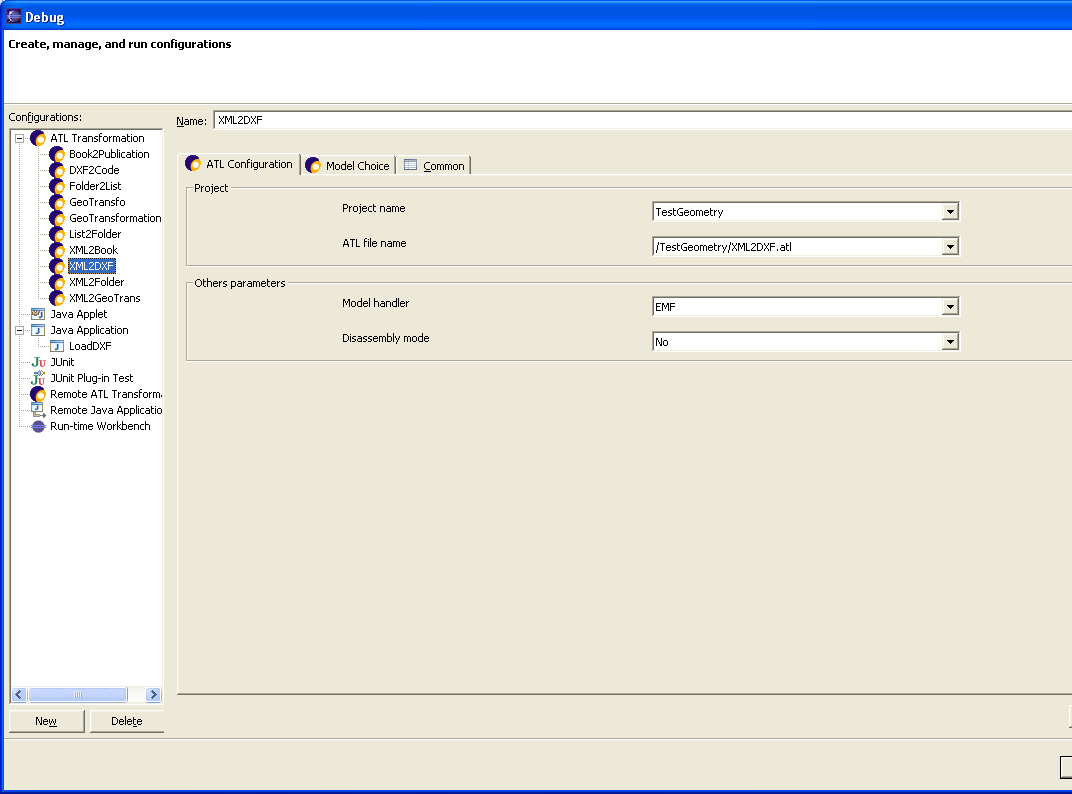 Debug
Create, manage, and run configurations
Configurations:
ATL Transformation
Book2Publication
DXF2Code
Folder2List
GeoTransfo
GeoTransformation
List2Folder
XML2Book
XML2DXF
XML2Folder
XML2GeoTrans
Java Applet
Java Application
LoadDXF
JUnit
JUnit Plug-in Test
Remote ATL Transform
Remote Java Applicatio
Run-time Workbench
New Delete
Name: XML2DXF
ATL Configuration Model Choice Common
Project
Project name TestGeometry
ATL file name /TestGeometry/XML2DXF.atl
Others parameters
Model handler EMF
Disassembly mode No